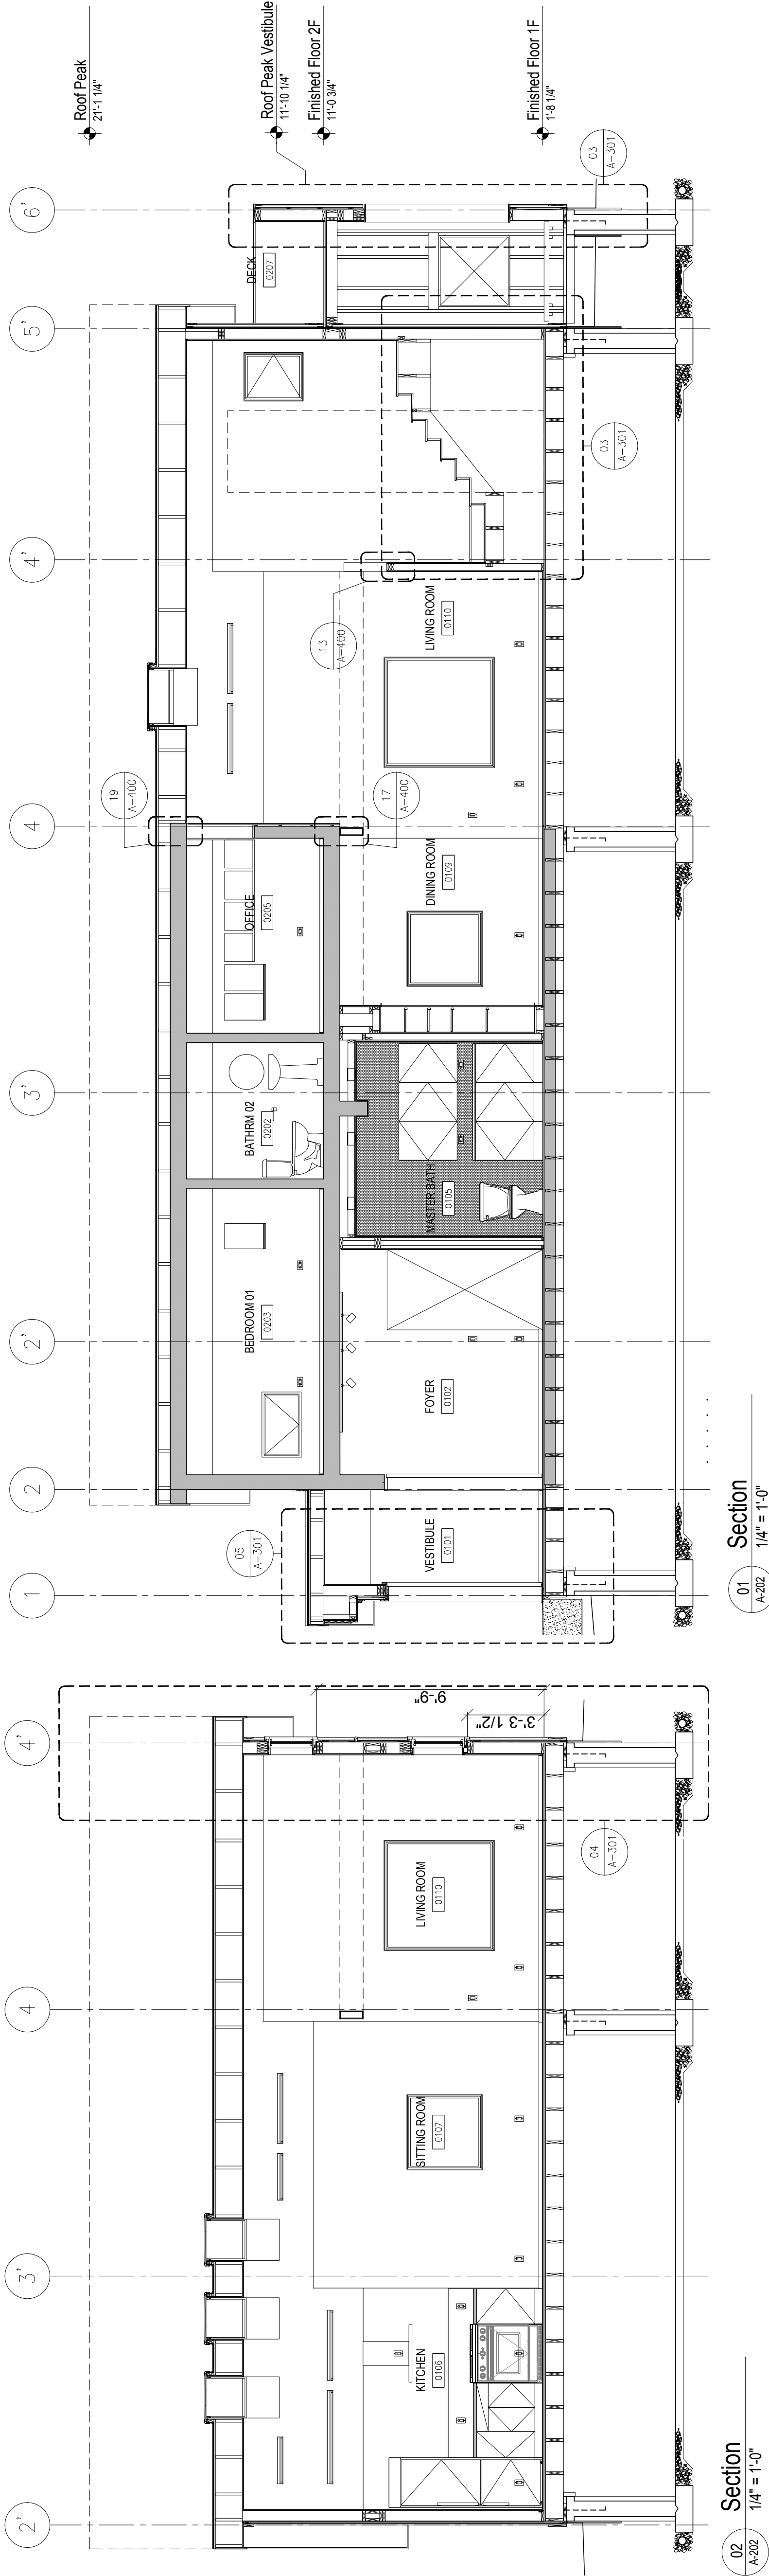 Roof Peak
21'-1 1/4"
Roof Peak Vestibule
11'-10 1/4"
Finished Floor 2F
11'-0 3/4"
Finished Floor 1F
1'-8 1/4"
1
2
2'
3'
4
4'
5'
6'
05
A-301
19
A-400
17
A-400
13
A-400
03
A-301
03
A-301
BEDROOM 01
0203
BATHRM 02
0202
OFFICE
0205
DECK
0207
VESTIBULE
0101
FOYER
0102
MASTER BATH
0105
DINING ROOM
0109
LIVING ROOM
0110
01
A-202
Section
1/4" = 1'-0"
2'
3'
4
4'
KITCHEN
0106
SITTING ROOM
0107
LIVING ROOM
0110
9'-9"
3'-3 1/2"
04
A-301
02
A-202
Section
1/4" = 1'-0"